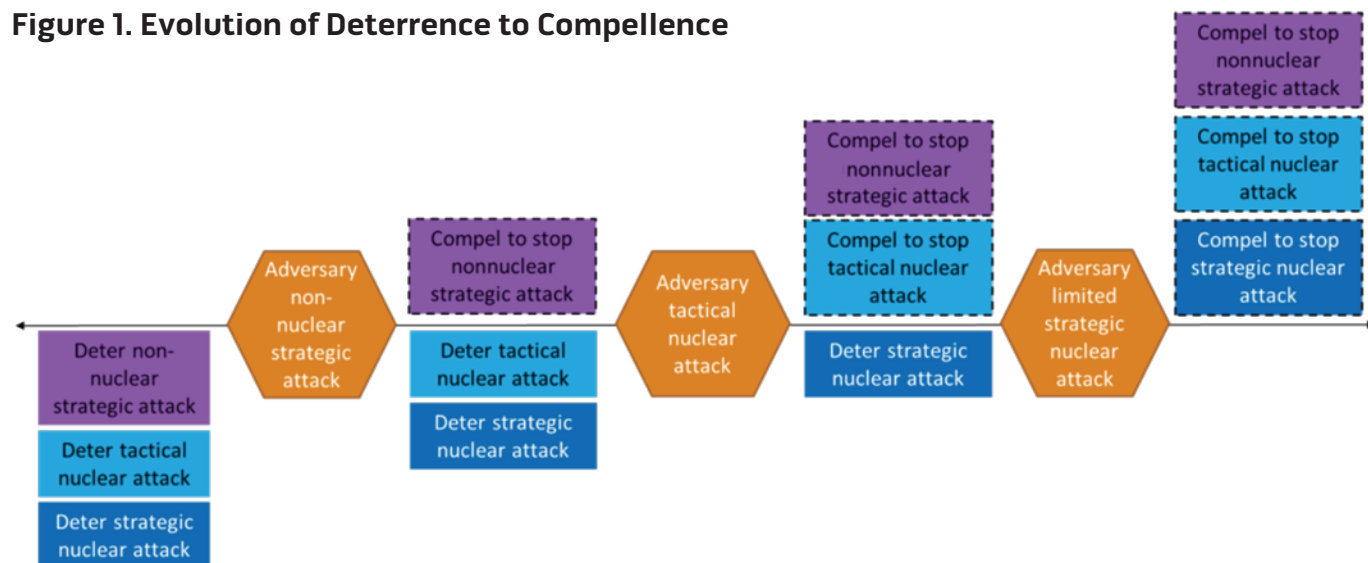 Figure 1. Evolution of Deterrence to Compellence
Deter non-
nuclear
strategic attack
Deter tactical
nuclear attack
Deter strategic
nuclear attack
Adversary
non-
nuclear
strategic
attack
Compel to stop
nonnuclear
strategic attack
Deter tactical
nuclear attack
Deter strategic
nuclear attack
Adversary
tactical
nuclear
attack
Compel to stop
nonnuclear
strategic attack
Compel to stop
tactical nuclear
attack
Deter strategic
nuclear attack
Adversary
limited
strategic
nuclear
attack
Compel to stop
nonnuclear
strategic attack
Compel to stop
tactical nuclear
attack
Compel to stop
strategic nuclear
attack